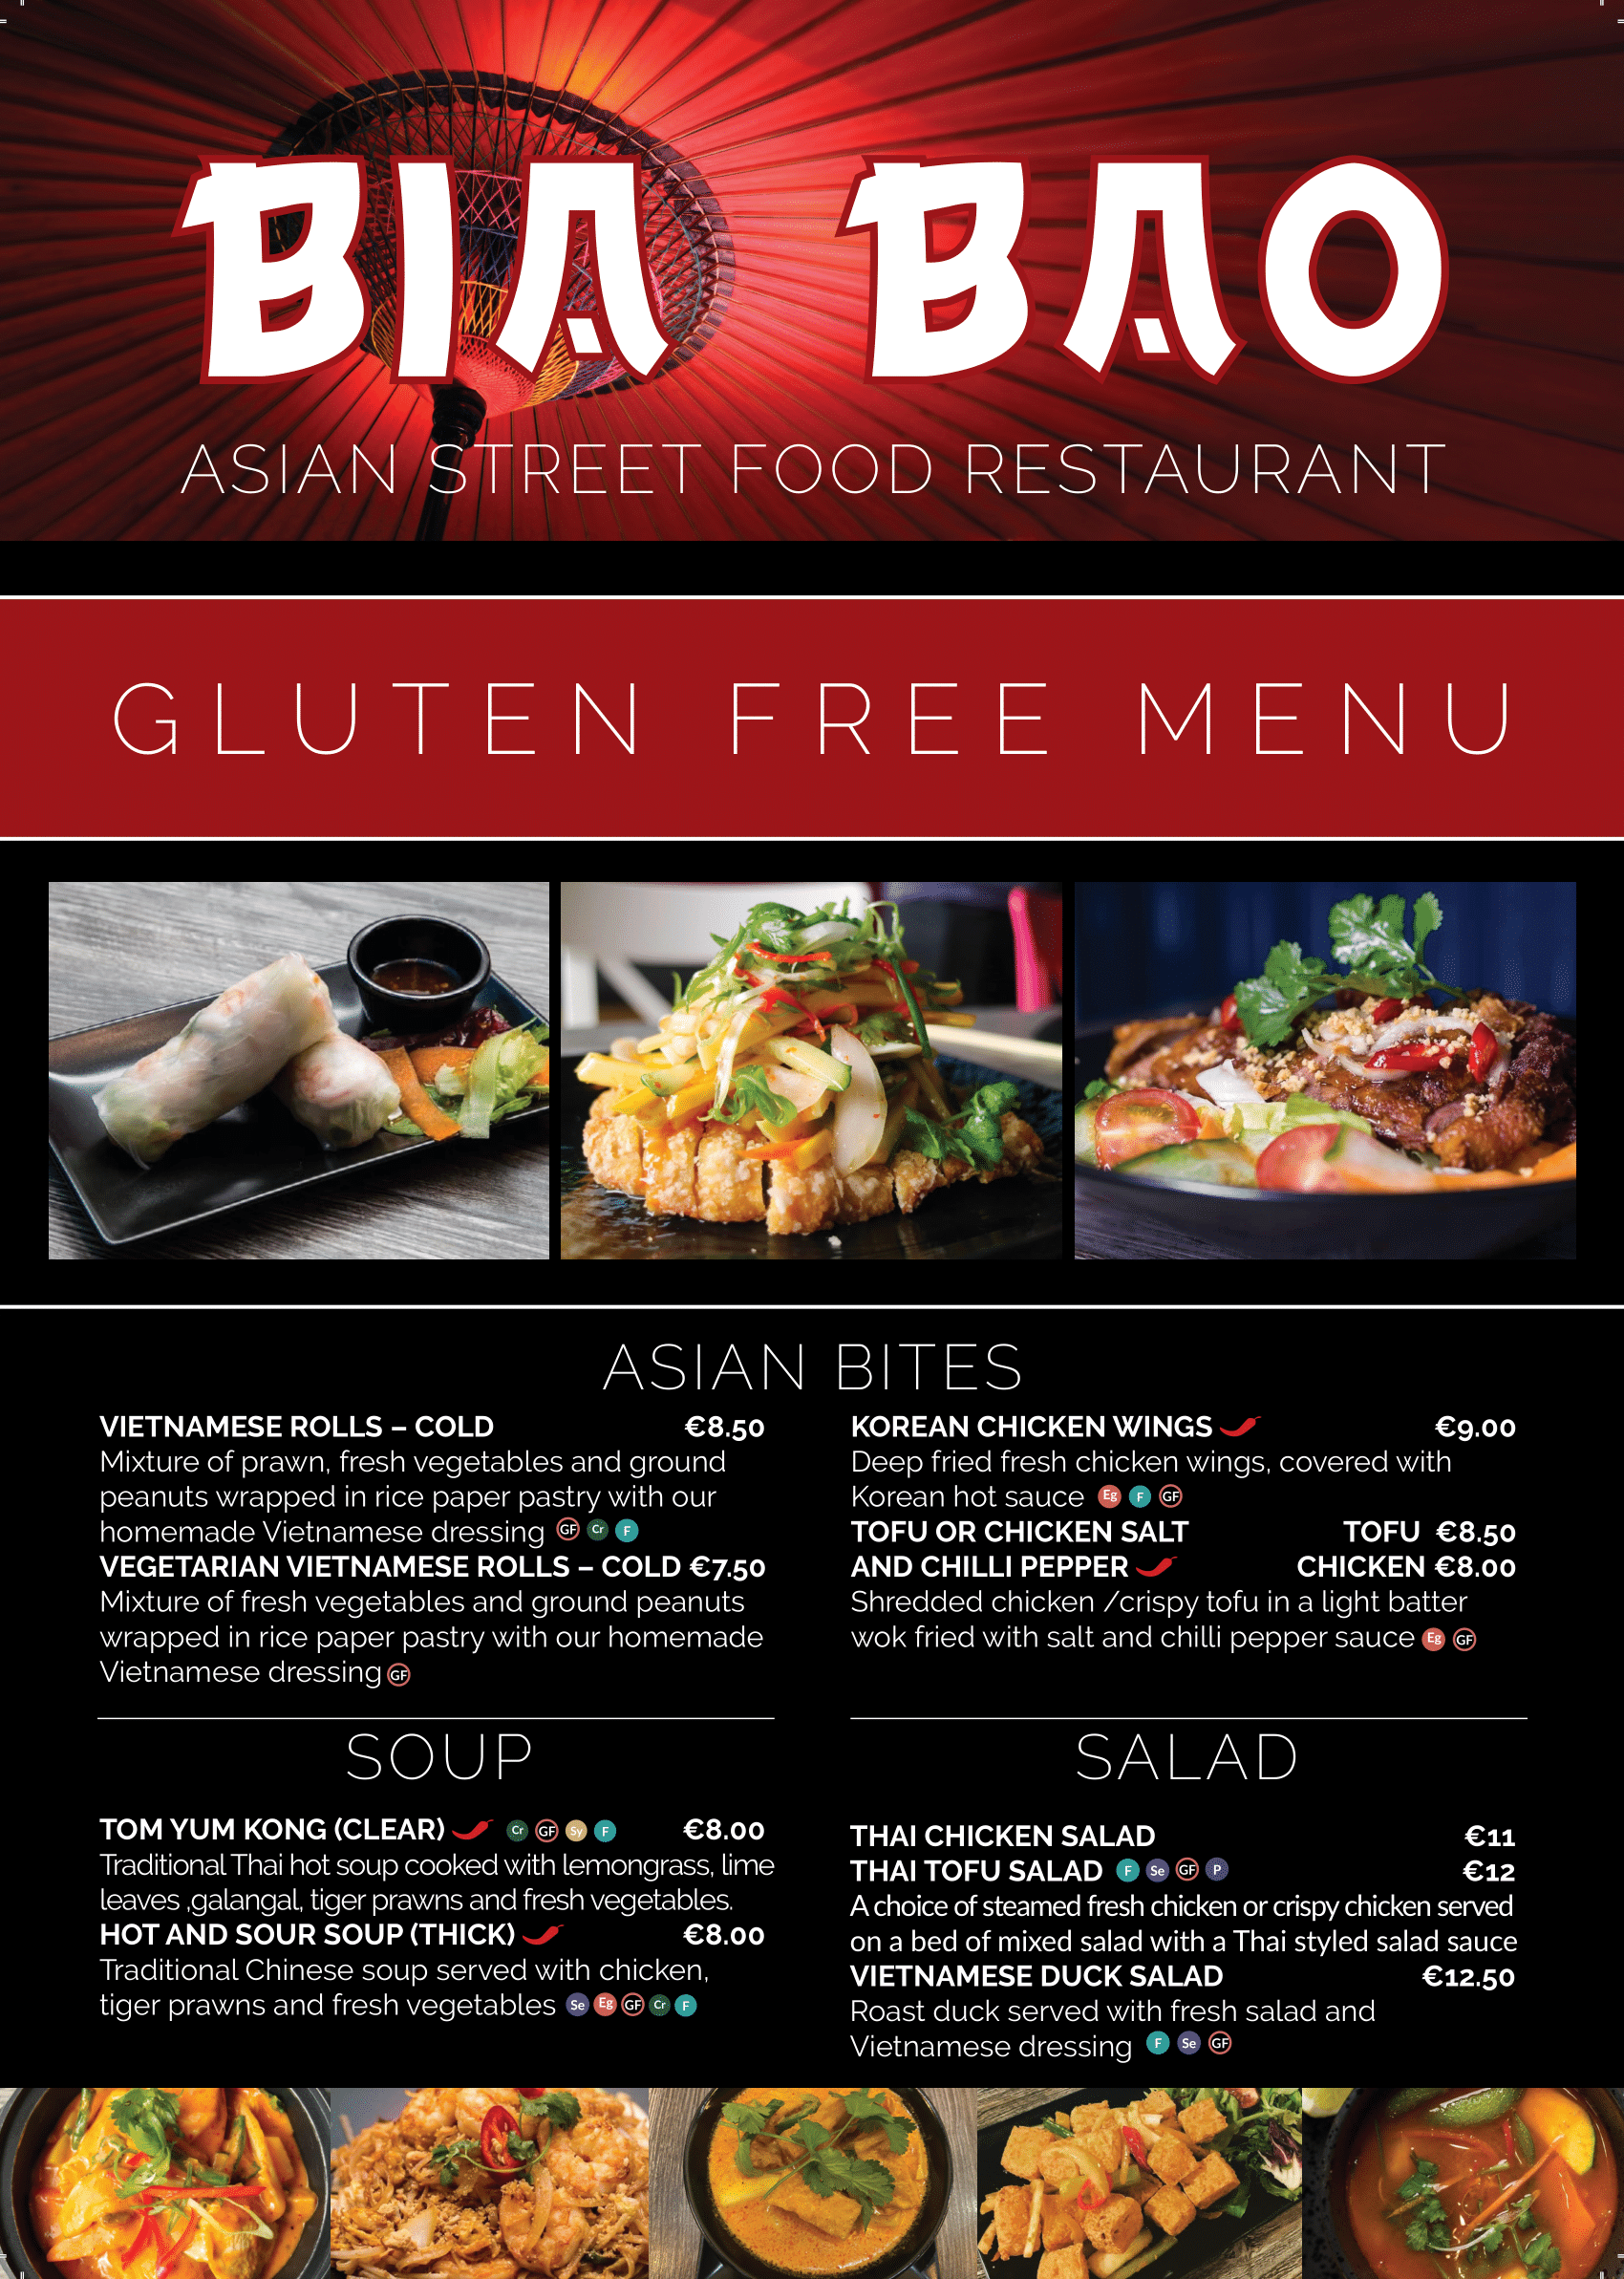 BIA BAO
ASIAN STREET FOOD RESTAURANT
GLUTEN FREE MENU
ASIAN BITES
VIETNAMESE ROLLS – COLD €8.50
Mixture of prawn, fresh vegetables and ground
peanuts wrapped in rice paper pastry with our
homemade Vietnamese dressing GF Cr F
VEGETARIAN VIETNAMESE ROLLS – COLD €7.50
Mixture of fresh vegetables and ground peanuts
wrapped in rice paper pastry with our homemade
Vietnamese dressing GF
KOREAN CHICKEN WINGS €9.00
Deep fried fresh chicken wings, covered with
Korean hot sauce Eg F GF
TOFU OR CHICKEN SALT TOFU €8.50
AND CHILLI PEPPER CHICKEN €8.00
Shredded chicken /crispy tofu in a light batter
wok fried with salt and chilli pepper sauce Eg GF
SOUP
TOM YUM KONG (CLEAR) Cr GF Sy F €8.00
Traditional Thai hot soup cooked with lemongrass, lime
leaves ,galangal, tiger prawns and fresh vegetables.
HOT AND SOUR SOUP (THICK) €8.00
Traditional Chinese soup served with chicken,
tiger prawns and fresh vegetables Se Eg GF Cr F
SALAD
THAI CHICKEN SALAD €11
THAI TOFU SALAD F Se GF P €12
A choice of steamed fresh chicken or crispy chicken served
on a bed of mixed salad with a Thai styled salad sauce
VIETNAMESE DUCK SALAD €12.50
Roast duck served with fresh salad and
Vietnamese dressing F Se GF